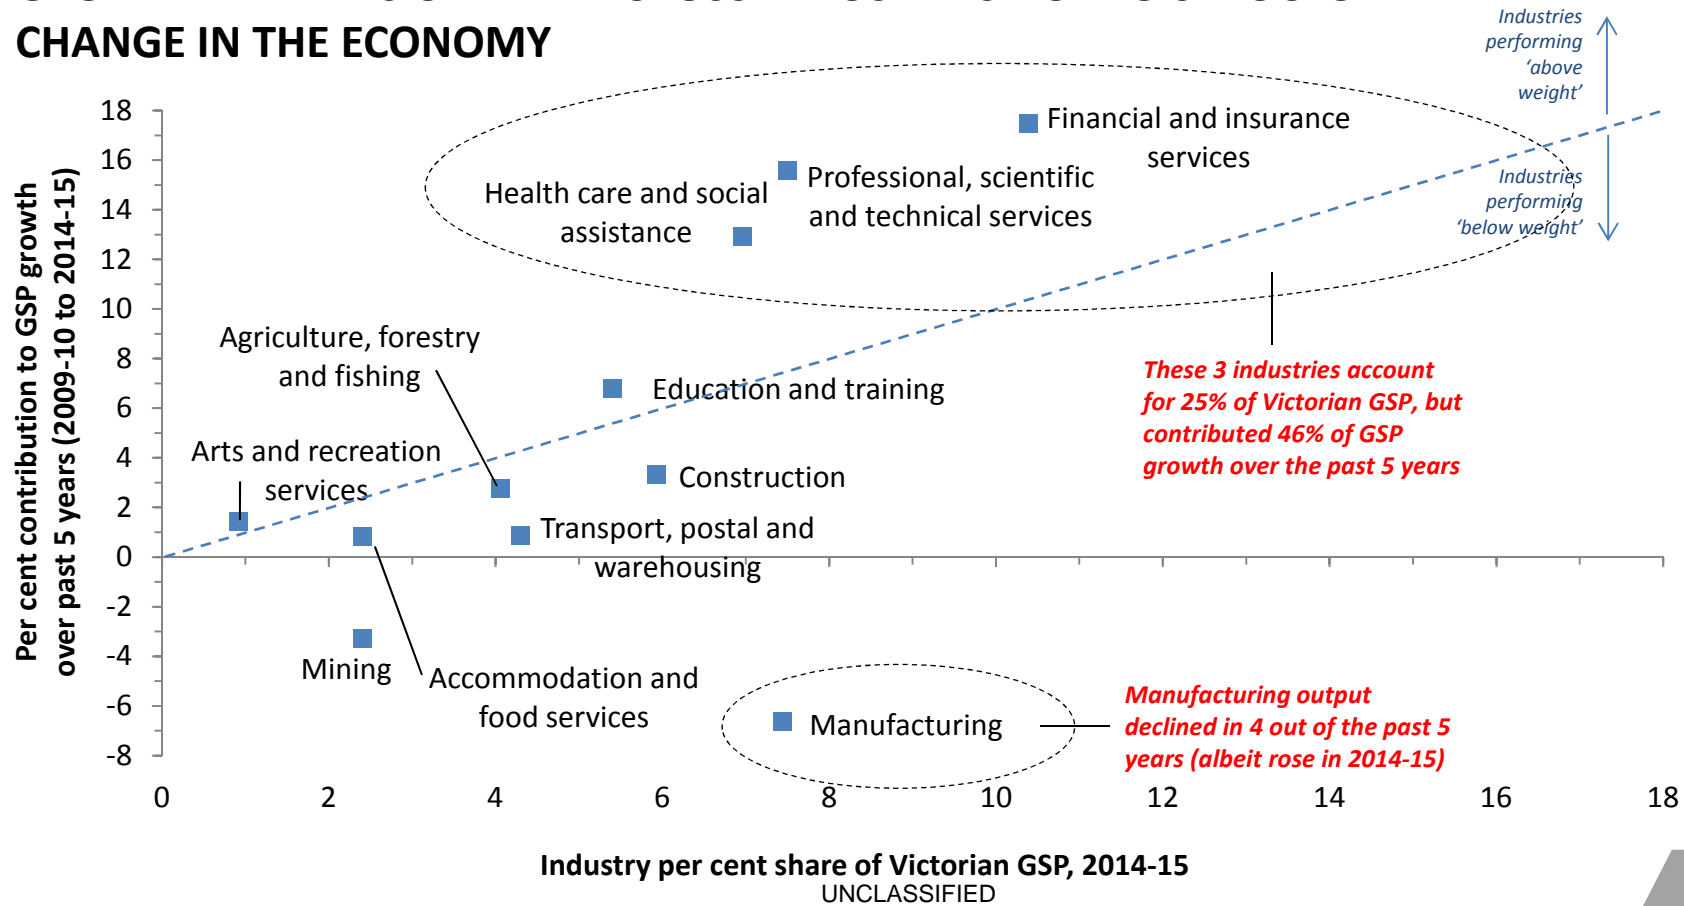 CHANGE IN THE ECONOMY
Industries
performing
‘above
weight’
Industries
performing
‘below weight’
Per cent contribution to GSP growth
over past 5 years (2009-10 to 2014-15)
18
16
14
12
10
8
6
4
2
0
-2
-4
-6
-8
Financial and insurance
services
Professional, scientific
and technical services
Health care and social
assistance
Agriculture, forestry
and fishing
Education and training
Arts and recreation
services
Construction
Transport, postal and
warehousing
Mining
Accommodation and
food services
Manufacturing
These 3 industries account
for 25% of Victorian GSP, but
contributed 46% of GSP
growth over the past 5 years
Manufacturing output
declined in 4 out of the past 5
years (albeit rose in 2014-15)
0 2 4 6 8 10 12 14 16 18
Industry per cent share of Victorian GSP, 2014-15
UNCLASSIFIED